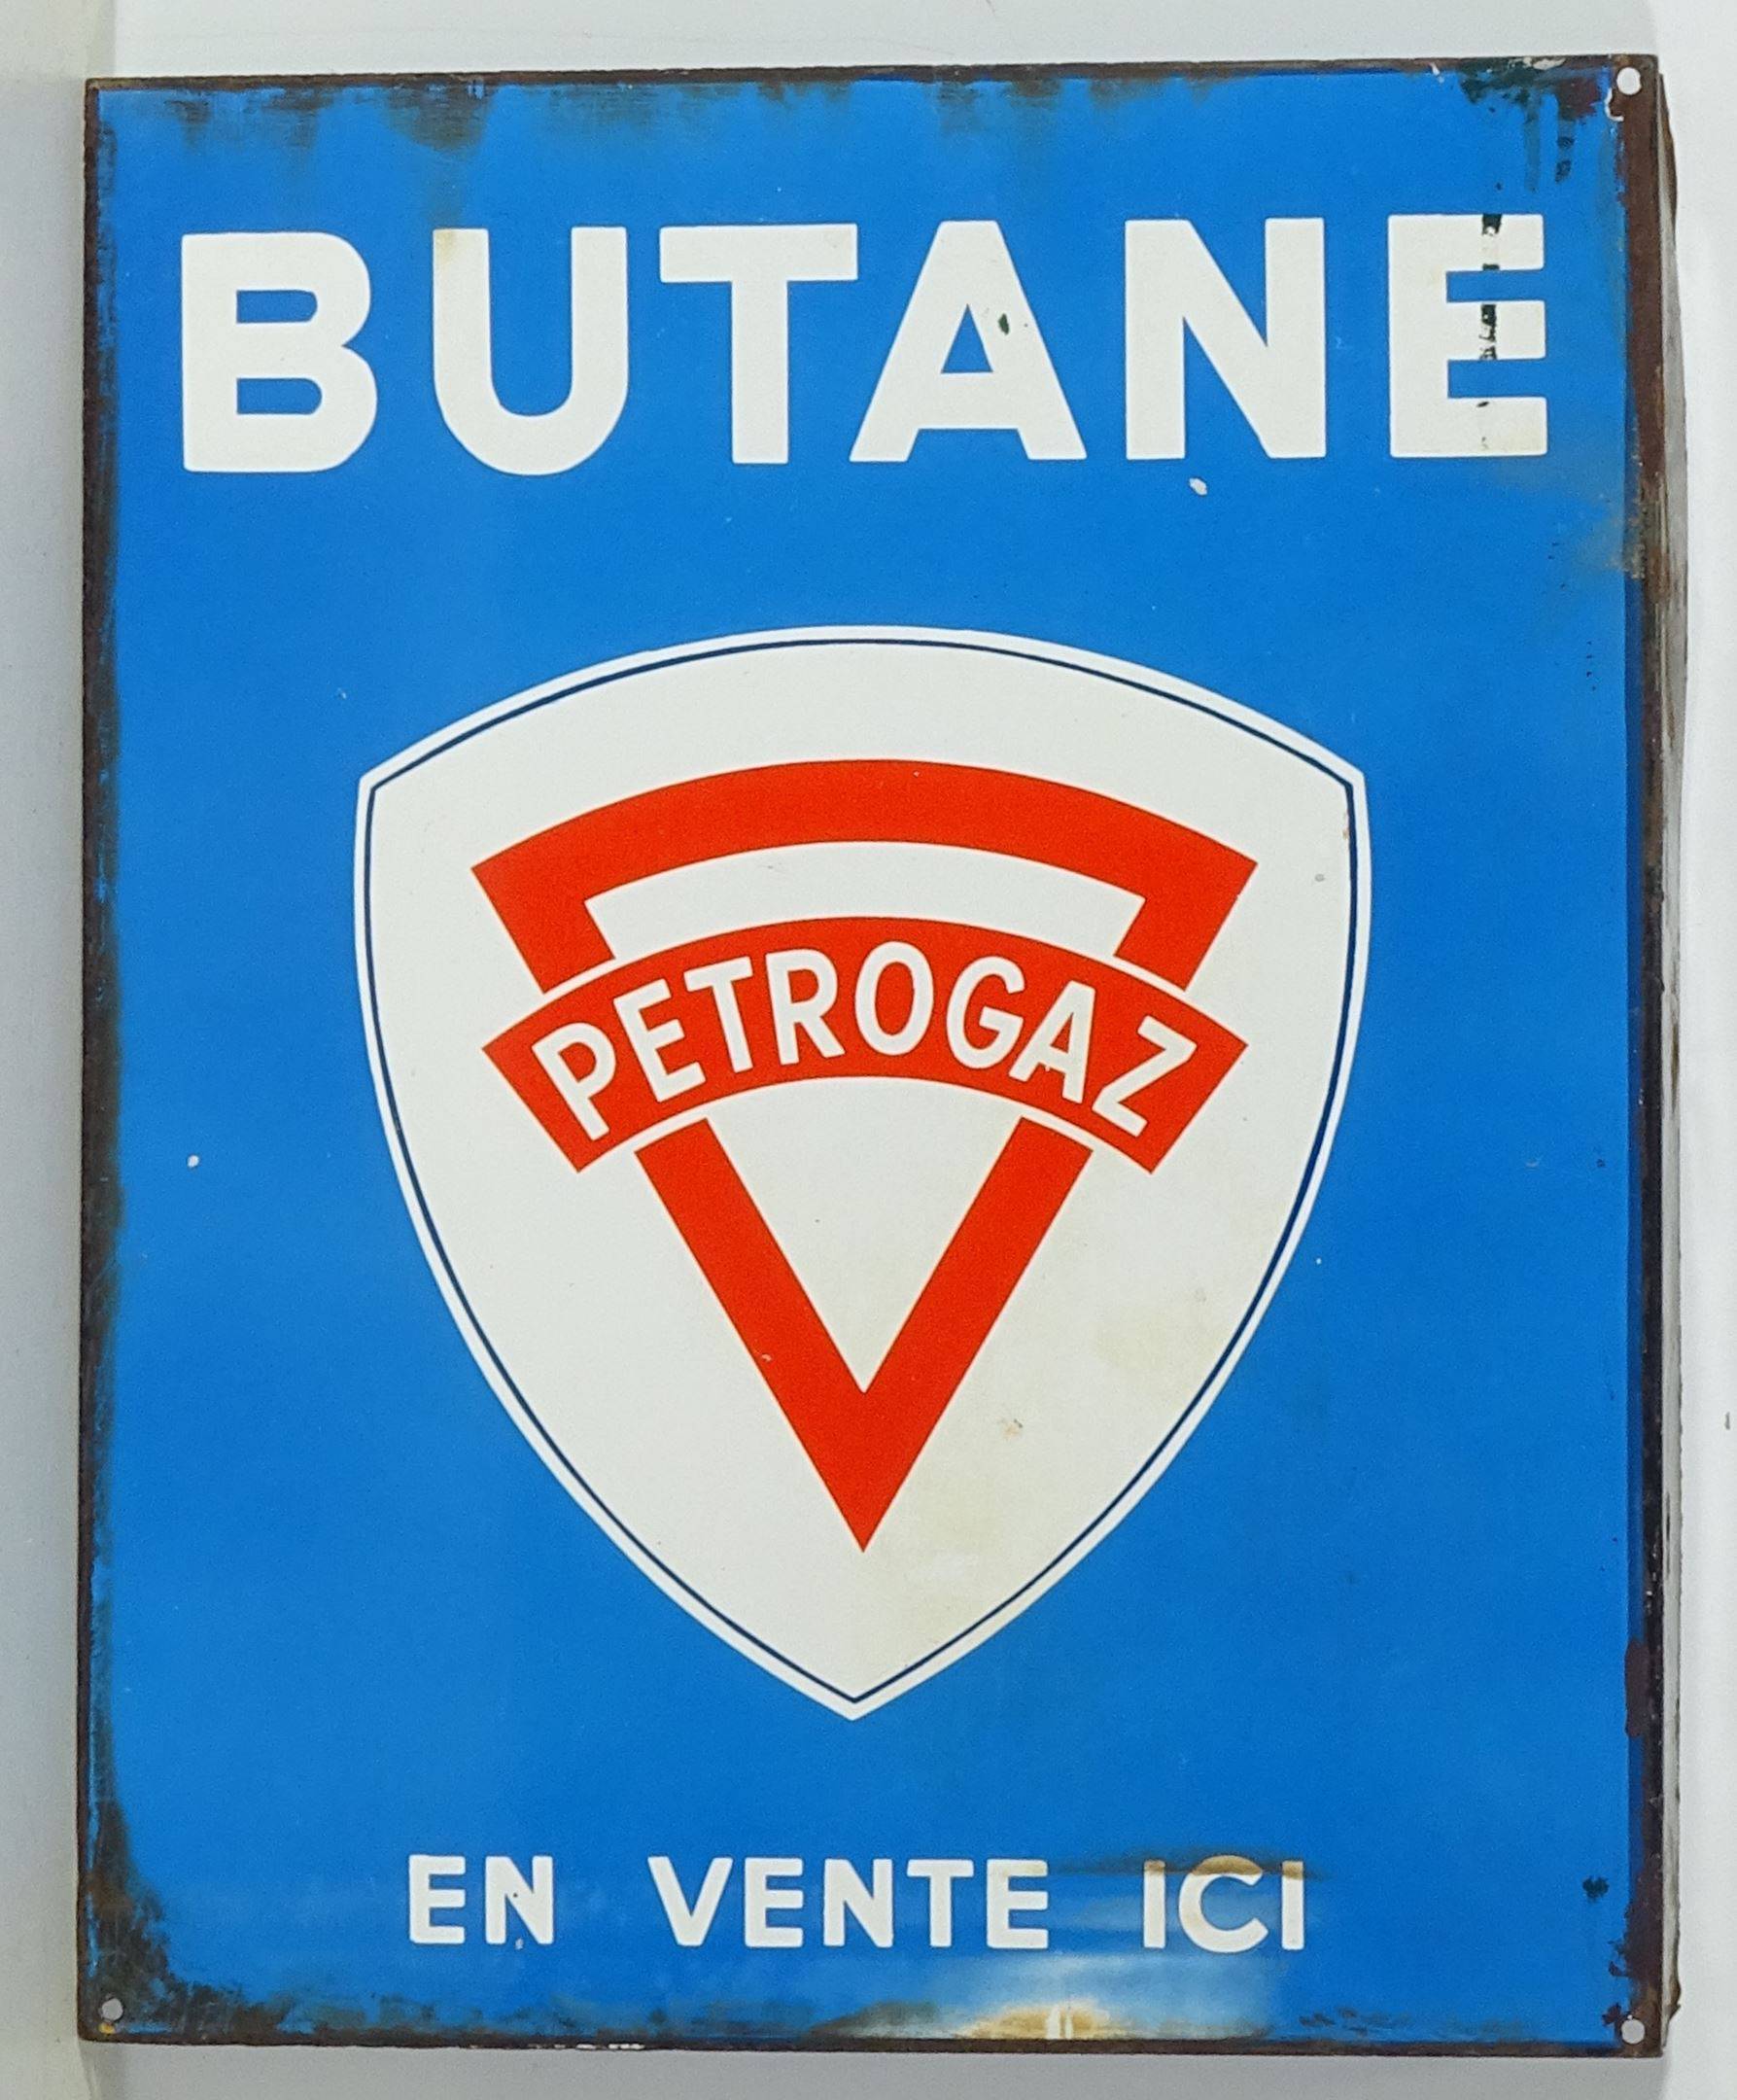 BUTANE
PETROGAZ
EN VENTE ICI